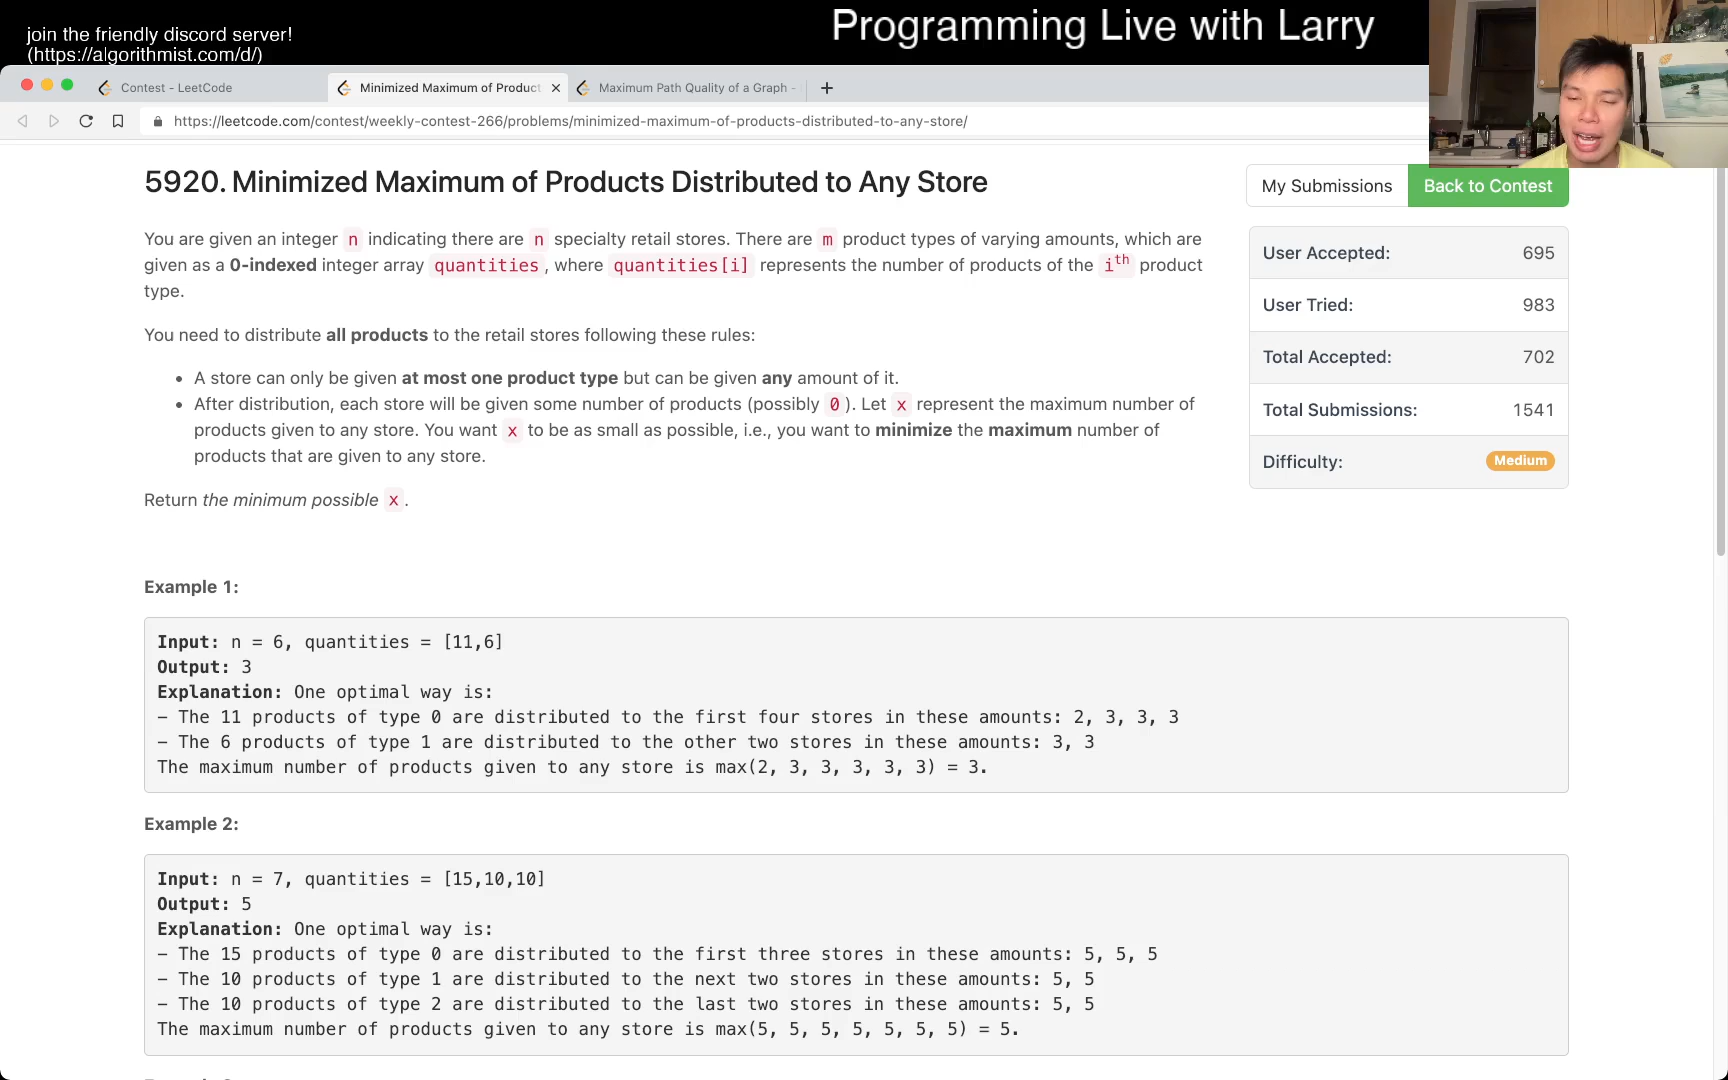 join the friendly discord server!
(https://algorithmist.com/d/)
Programming Live with Larry
Contest - LeetCode
Minimized Maximum of Product
Maximum Path Quality of a Graph -
https://leetcode.com/contest/weekly-contest-266/problems/minimized-maximum-of-products-distributed-to-any-store/
5920. Minimized Maximum of Products Distributed to Any Store
My Submissions
Back to Contest
You are given an integer n indicating there are n specialty retail stores. There are m product types of varying amounts, which are
given as a 0-indexed integer array quantities, where quantities[i] represents the number of products of the ith product
type.
You need to distribute all products to the retail stores following these rules:
• A store can only be given at most one product type but can be given any amount of it.
• After distribution, each store will be given some number of products (possibly 0). Let x represent the maximum number of
products given to any store. You want x to be as small as possible, i.e., you want to minimize the maximum number of
products that are given to any store.
Return the minimum possible x.
User Accepted: 695
User Tried: 983
Total Accepted: 702
Total Submissions: 1541
Difficulty: Medium
Example 1:
Input: n = 6, quantities = [11,6]
Output: 3
Explanation: One optimal way is:
- The 11 products of type 0 are distributed to the first four stores in these amounts: 2, 3, 3, 3
- The 6 products of type 1 are distributed to the other two stores in these amounts: 3, 3
The maximum number of products given to any store is max(2, 3, 3, 3, 3, 3) = 3.
Example 2:
Input: n = 7, quantities = [15,10,10]
Output: 5
Explanation: One optimal way is:
- The 15 products of type 0 are distributed to the first three stores in these amounts: 5, 5, 5
- The 10 products of type 1 are distributed to the next two stores in these amounts: 5, 5
- The 10 products of type 2 are distributed to the last two stores in these amounts: 5, 5
The maximum number of products given to any store is max(5, 5, 5, 5, 5, 5, 5) = 5.